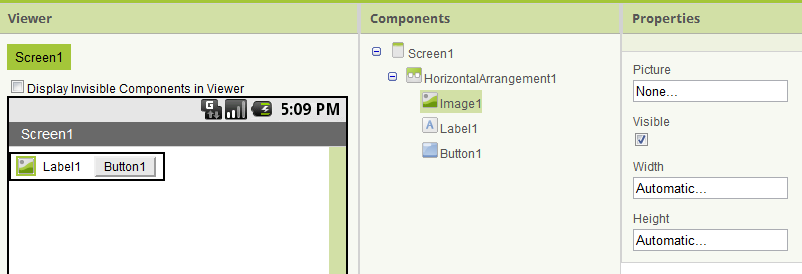 Viewer
Screen1
Display Invisible Components in Viewer
G
5:09 PM
Screen1
Label1 Button1
Components
Screen1
HorizontalArrangement1
Image1
A Label1
Button1
Properties
Picture
None...
Visible
Width
Automatic...
Height
Automatic...